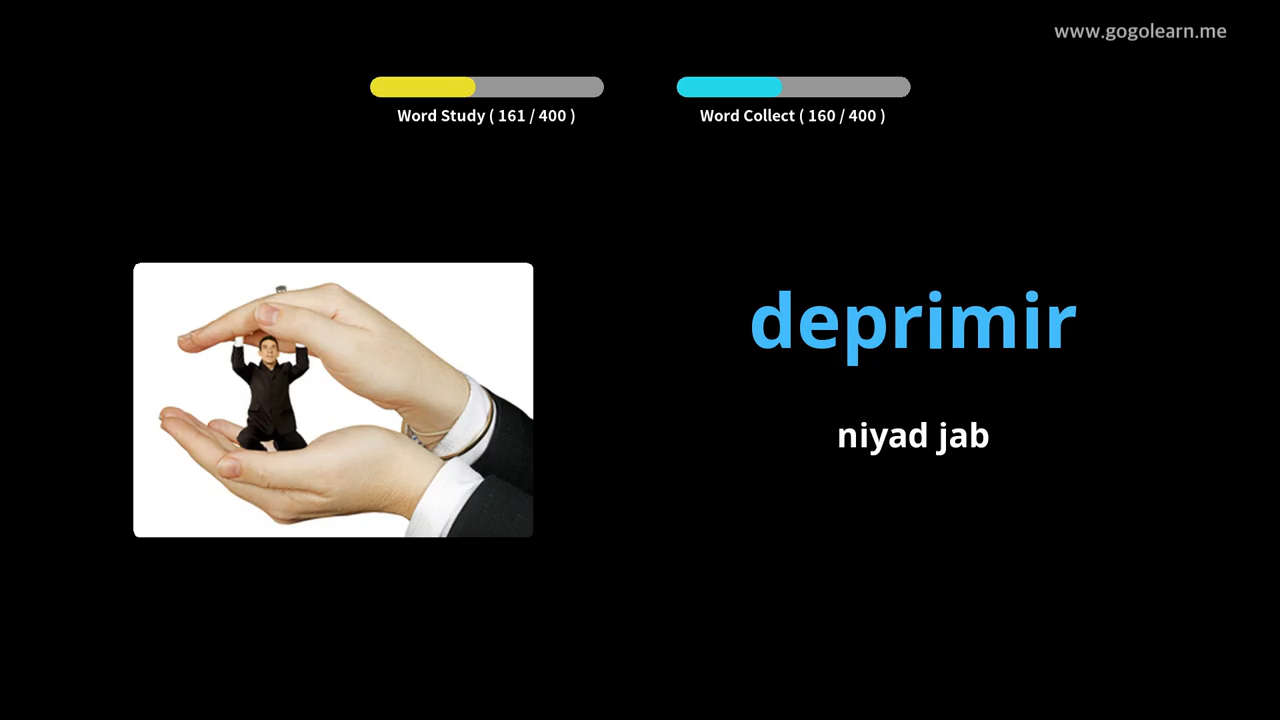 www.gogolearn.me
Word Study ( 161 / 400 )
Word Collect ( 160 / 400 )
deprimir
niyad jab